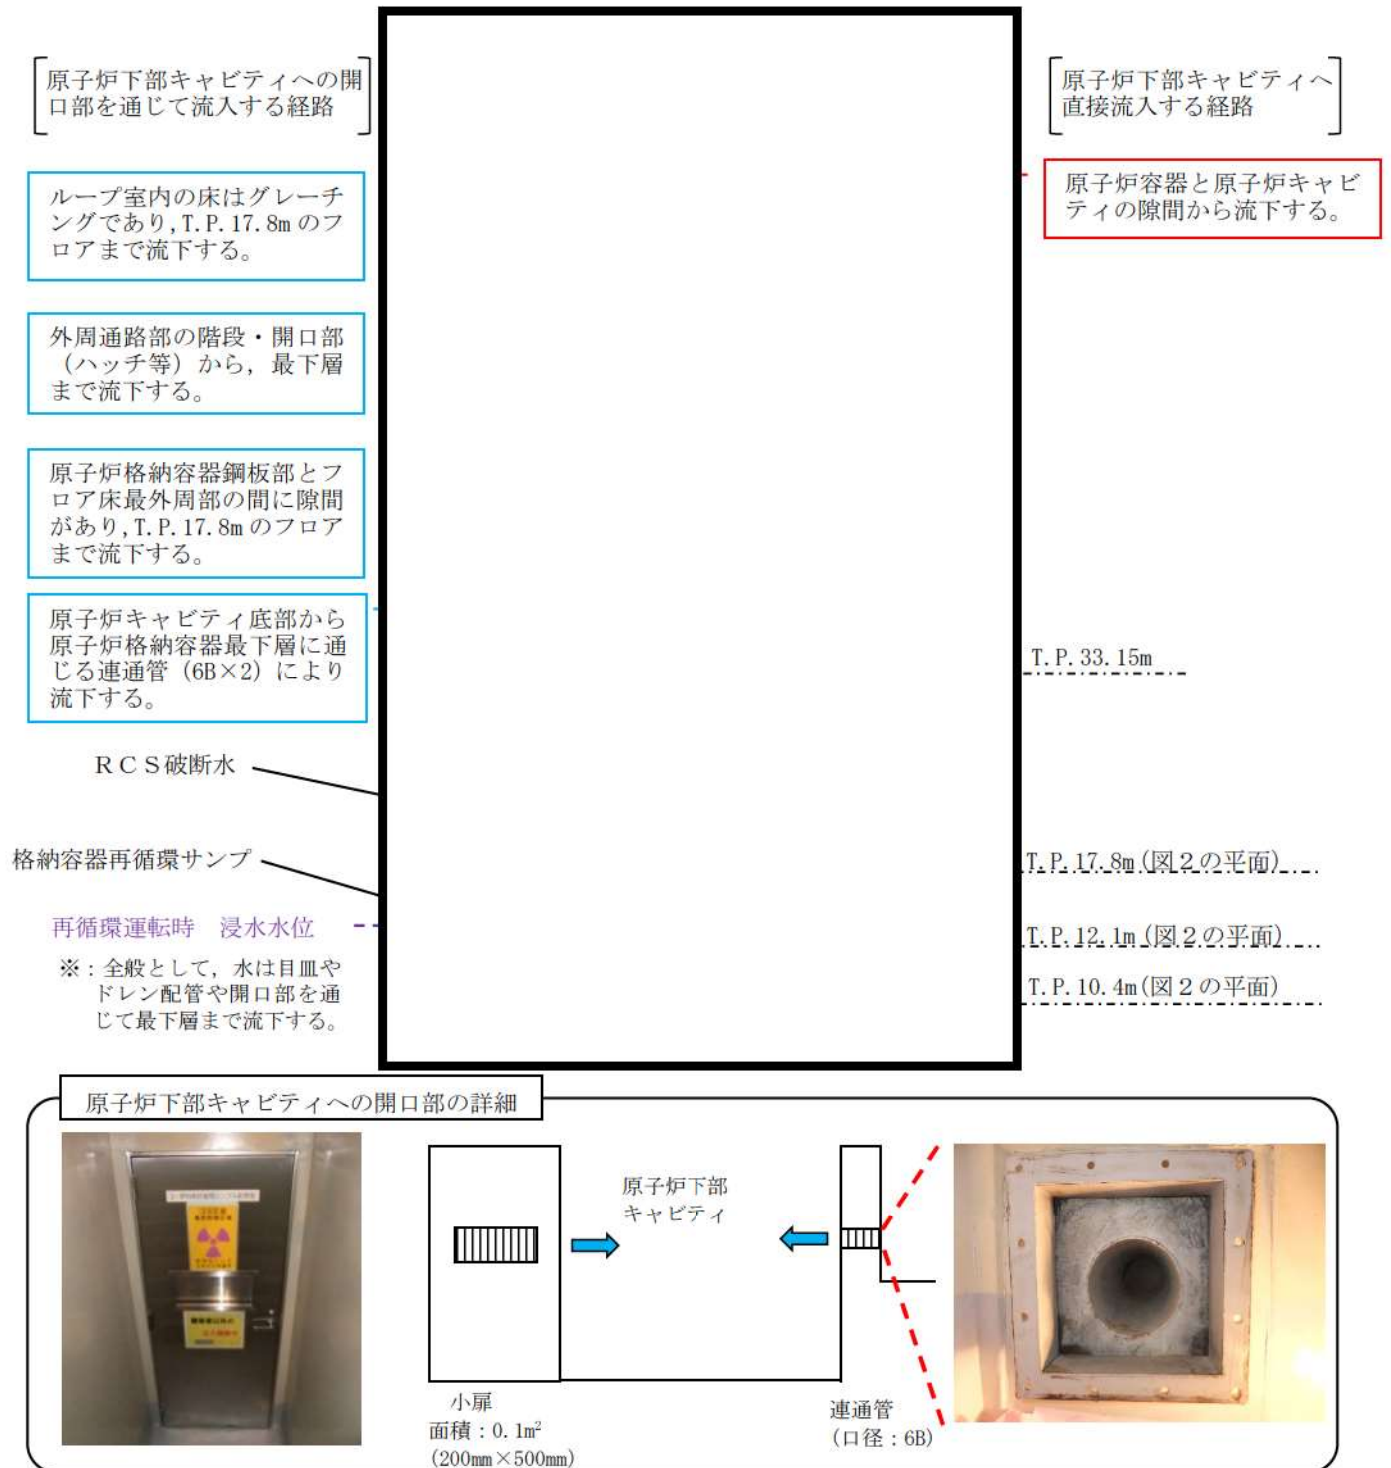 原子炉下部キャビティへの開
口部を通じて流入する経路
原子炉下部キャビティへ
直接流入する経路
ループ室内の床はグレーチ
ングであり,T.P.17.8mのフ
ロアまで流下する。
原子炉容器と原子炉キャビ
ティの隙間から流下する。
外周通路部の階段・開口部
（ハッチ等）から，最下層
まで流下する。
原子炉格納容器鋼板部とフ
ロア床最外周部の間に隙間
があり,T.P.17.8mのフロア
まで流下する。
原子炉キャビティ底部から
原子炉格納容器最下層に通
じる連通管（6B×2）により
流下する。
T.P.33.15m
ＲＣＳ破断水
格納容器再循環サンプ
T.P.17.8m(図２の平面)
再循環運転時　浸水水位
T.P.12.1m(図２の平面)
※：全般として，水は目皿や
ドレン配管や開口部を通
じて最下層まで流下する。
T.P.10.4m(図２の平面)
原子炉下部キャビティへの開口部の詳細
原子炉下部
キャビティ
小扉
面積：0.1m²
(200mm×500mm)
連通管
(口径：6B)